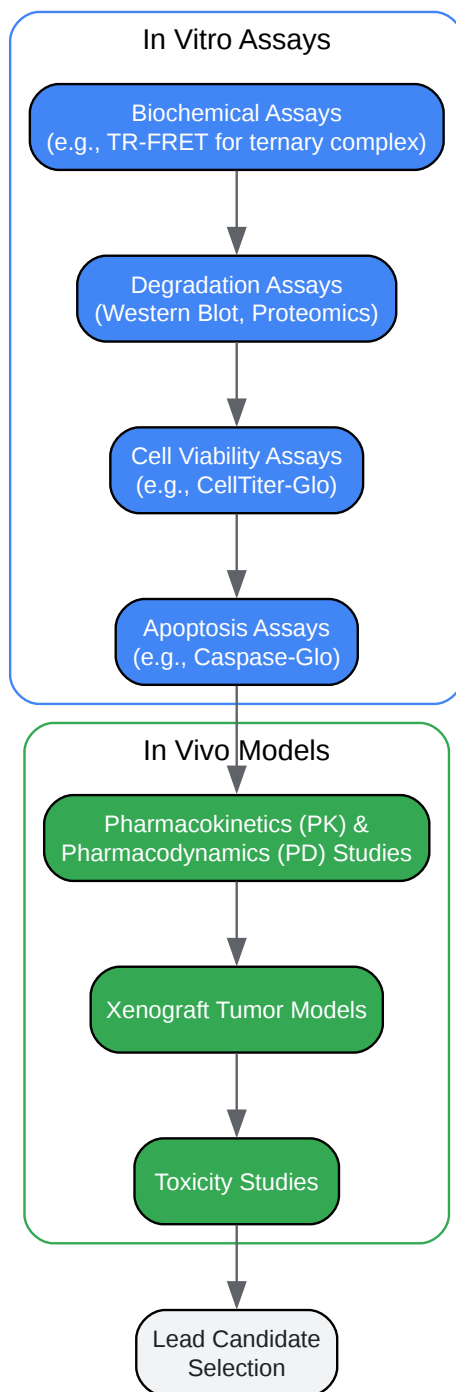 In Vitro Assays
Biochemical Assays
(e.g., TR-FRET for ternary complex)
Degradation Assays
(Western Blot, Proteomics)
Cell Viability Assays
(e.g., CellTiter-Glo)
Apoptosis Assays
(e.g., Caspase-Glo)
In Vivo Models
Pharmacokinetics (PK) &
Pharmacodynamics (PD) Studies
Xenograft Tumor Models
Toxicity Studies
Lead Candidate
Selection